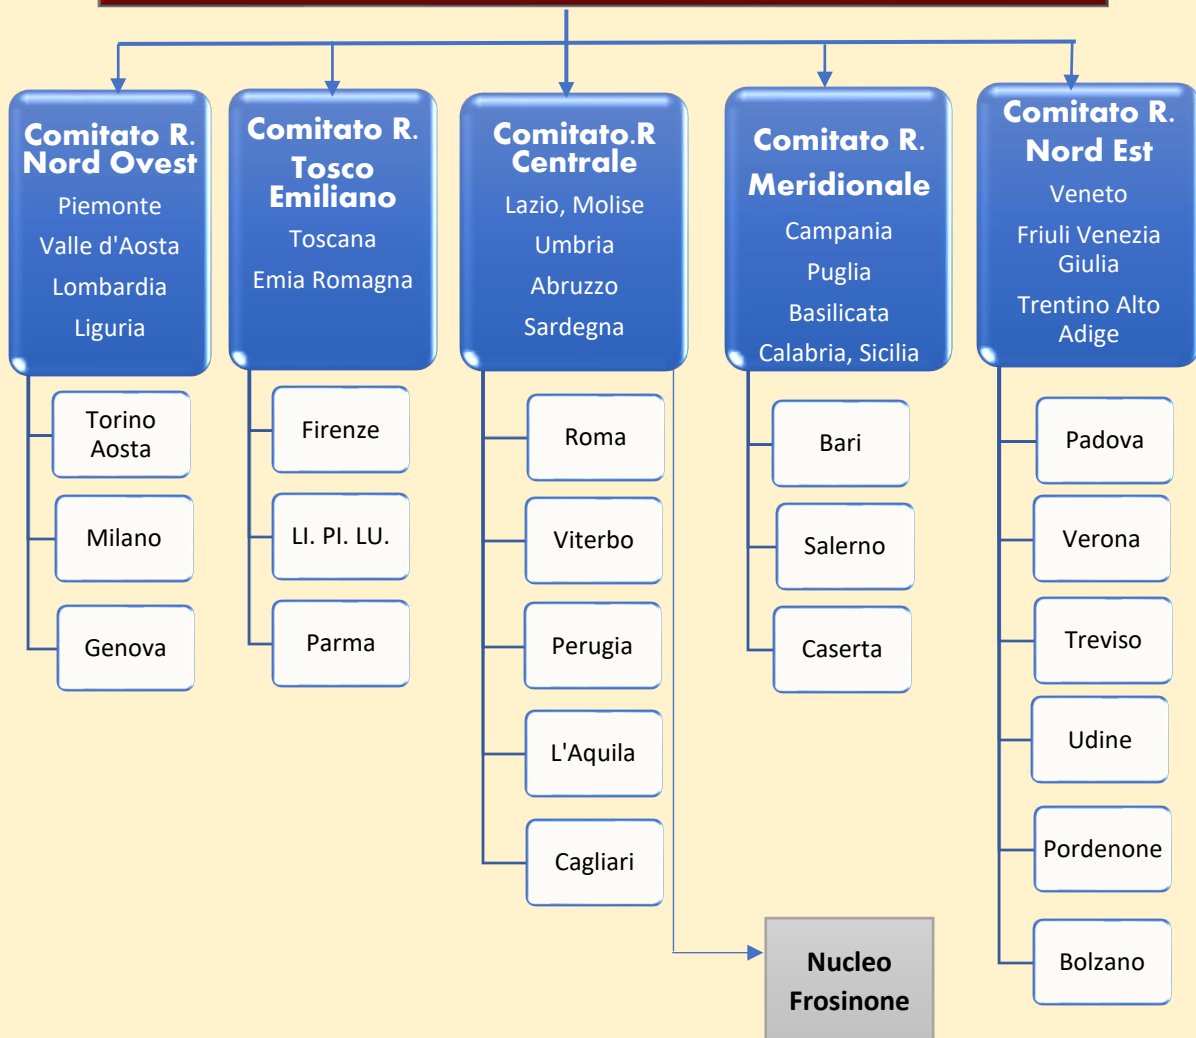 Comitato R.
Nord Ovest
Piemonte
Valle d'Aosta
Lombardia
Liguria
Torino
Aosta
Milano
Genova
Comitato R.
Tosco
Emiliano
Toscana
Emia Romagna
Firenze
LI. PI. LU.
Parma
Comitato.R
Centrale
Lazio, Molise
Umbria
Abruzzo
Sardegna
Roma
Viterbo
Perugia
L'Aquila
Cagliari
Nucleo
Frosinone
Comitato R.
Meridionale
Campania
Puglia
Basilicata
Calabria, Sicilia
Bari
Salerno
Caserta
Comitato R.
Nord Est
Veneto
Friuli Venezia
Giulia
Trentino Alto
Adige
Padova
Verona
Treviso
Udine
Pordenone
Bolzano